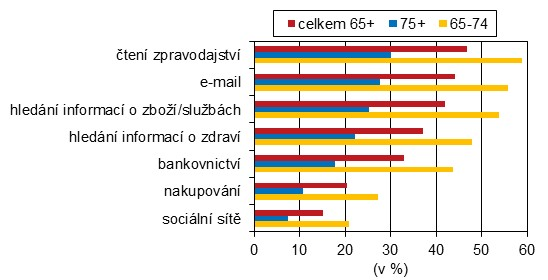 celkem 65+ 75+ 65-74
čtení zpravodajství
e-mail
hledání informací o zboží/službách
hledání informací o zdraví
bankovnictví
nakupování
sociální sítě
0 10 20 30 40 50 60
(v %)